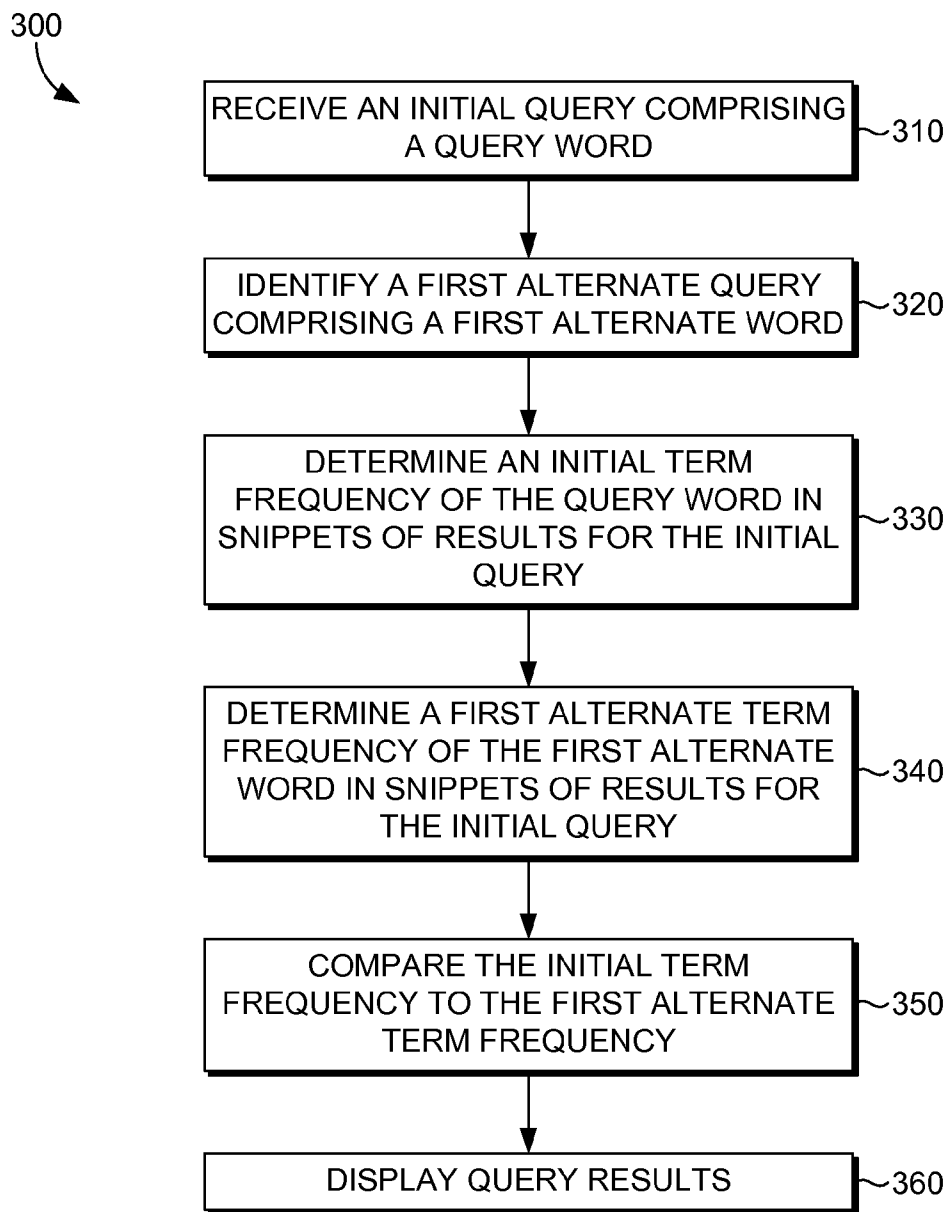 300
RECEIVE AN INITIAL QUERY COMPRISING
A QUERY WORD
310
IDENTIFY A FIRST ALTERNATE QUERY
COMPRISING A FIRST ALTERNATE WORD
320
DETERMINE AN INITIAL TERM
FREQUENCY OF THE QUERY WORD IN
SNIPPETS OF RESULTS FOR THE INITIAL
QUERY
330
DETERMINE A FIRST ALTERNATE TERM
FREQUENCY OF THE FIRST ALTERNATE
WORD IN SNIPPETS OF RESULTS FOR
THE INITIAL QUERY
340
COMPARE THE INITIAL TERM
FREQUENCY TO THE FIRST ALTERNATE
TERM FREQUENCY
350
DISPLAY QUERY RESULTS
360